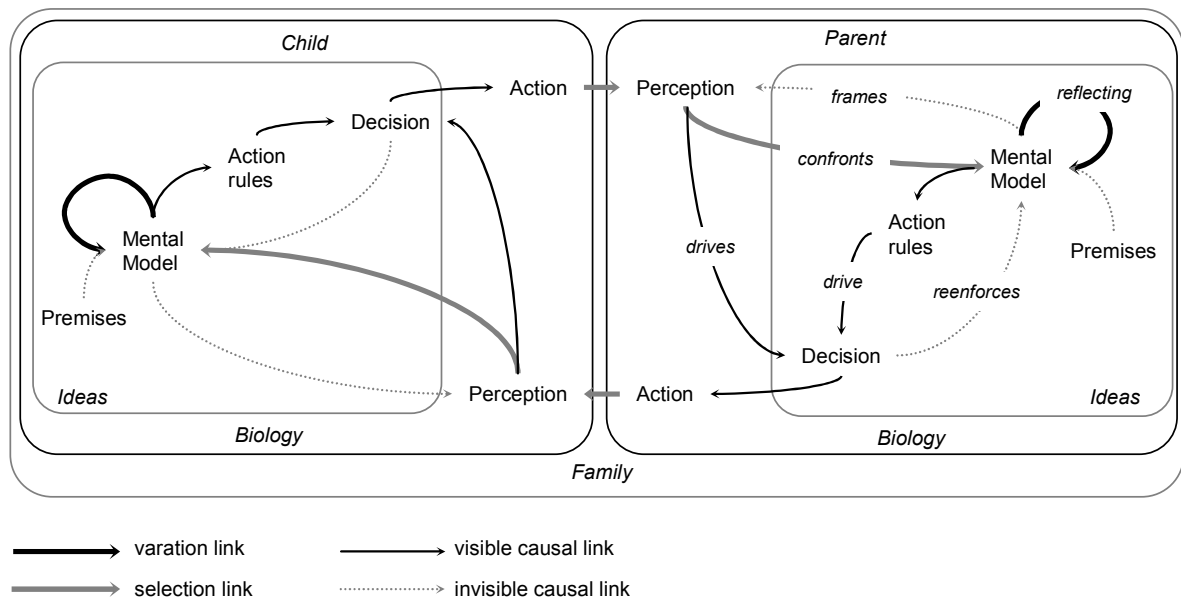 Child
Parent
Action
Perception
frames
reflecting
Decision
Action
rules
confronts
Mental
Model
Mental
Model
Action
rules
drives
Premises
Premises
drive
reenforces
Decision
Perception
Action
Ideas
Ideas
Biology
Biology
Family
varation link
visible causal link
selection link
invisible causal link